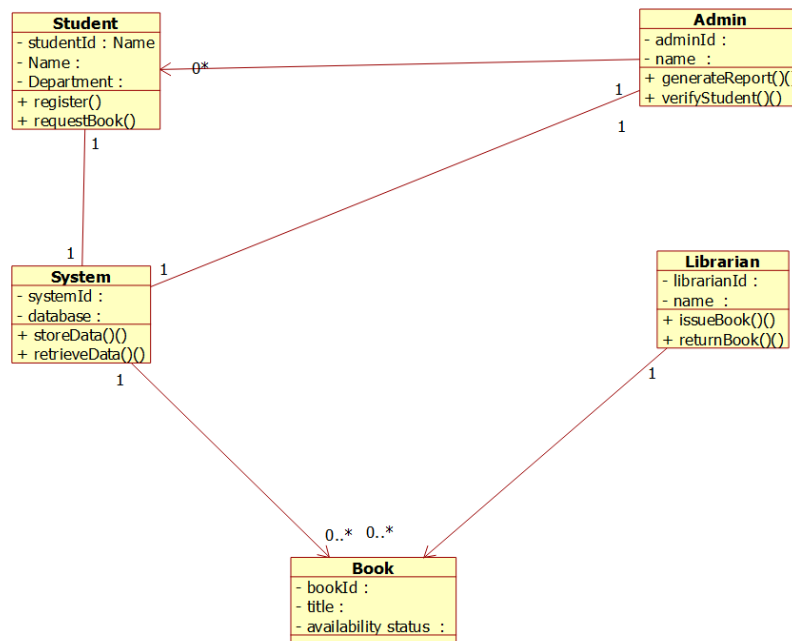 Student
- studentId : Name
- Name :
- Department :
+ register()
+ requestBook()
Admin
- adminId :
- name :
+ generateReport()()
+ verifyStudent()()
0*
1
1
1
1
1
System
- systemId :
- database :
+ storeData()()
+ retrieveData()()
Librarian
- librarianId :
- name :
+ issueBook()()
+ returnBook()()
1
1
0..*
0..*
Book
- bookId :
- title :
- availability status :